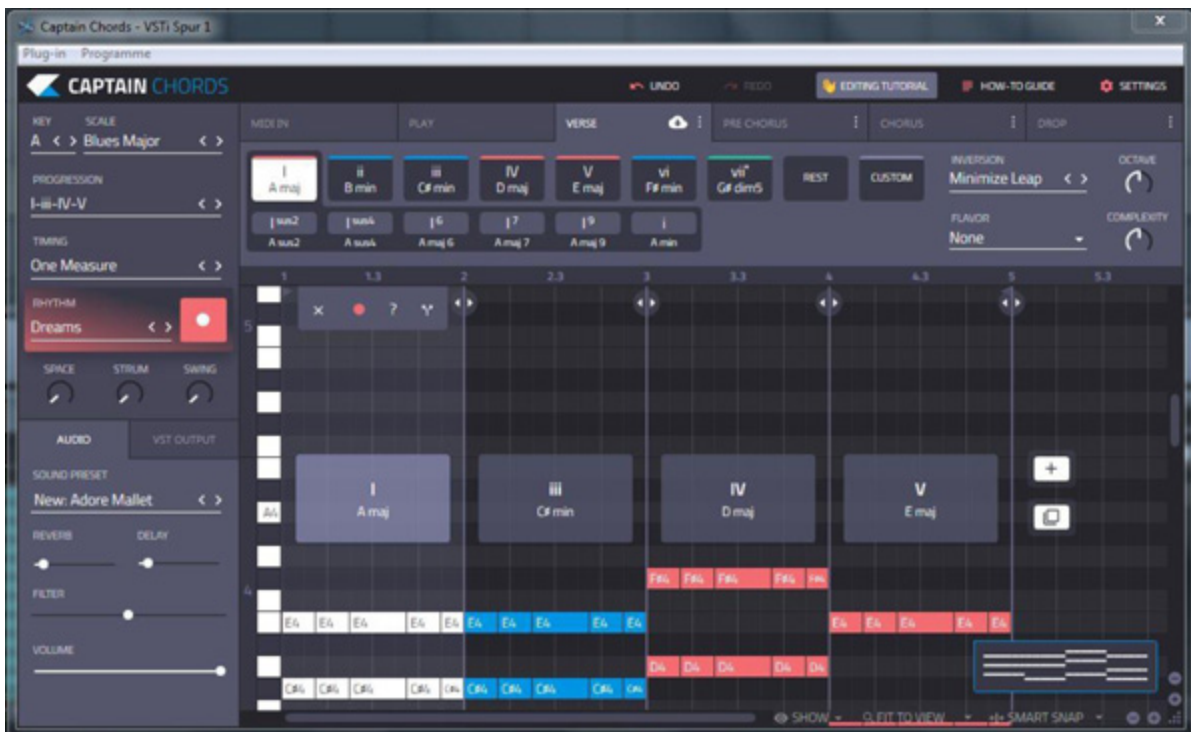 Captain Chords - VSTi Spur 1
x
Plug-in Programme
CAPTAIN CHORDS
UNDO REDO EDITING TUTORIAL HOW-TO GUIDE SETTINGS
KEY SCALE
A < > Blues Major < >
PROGRESSION
I-iii-IV-V < >
TIMING
One Measure < >
RHYTHM
Dreams < >
SPACE STRUM SWING
AUDIO VST OUTPUT
SOUND PRESET
New: Adore Mallet < >
REVERB DELAY
FILTER
VOLUME
MIDI IN PLAY VERSE PRE CHORUS CHORUS DROP
I ii iii IV V vi vii° REST CUSTOM
A maj B min C# min D maj E maj F# min G# dim5
I sus2 I sus4 I6 I7 I9 i
A sus2 A sus4 A maj 6 A maj 7 A maj 9 A min
INVERSION OCTAVE
Minimize Leap < >
FLAVOR COMPLEXITY
None
1 1.3 2 2.3 3 3.3 4 4.3 5 5.3
× ?
5
I iii IV V
A maj C# min D maj E maj
+
A4
F#4 F#4 F#4 F#4 F#4
4
E4 E4 E4 E4 E4 E4 E4 E4 E4 E4 E4 E4 E4 E4 E4
D4 D4 D4 D4 D4
C#4 C#4 C#4 C#4 C#4 C#4 C#4 C#4 C#4 C#4
SHOW FIT TO VIEW SMART SNAP